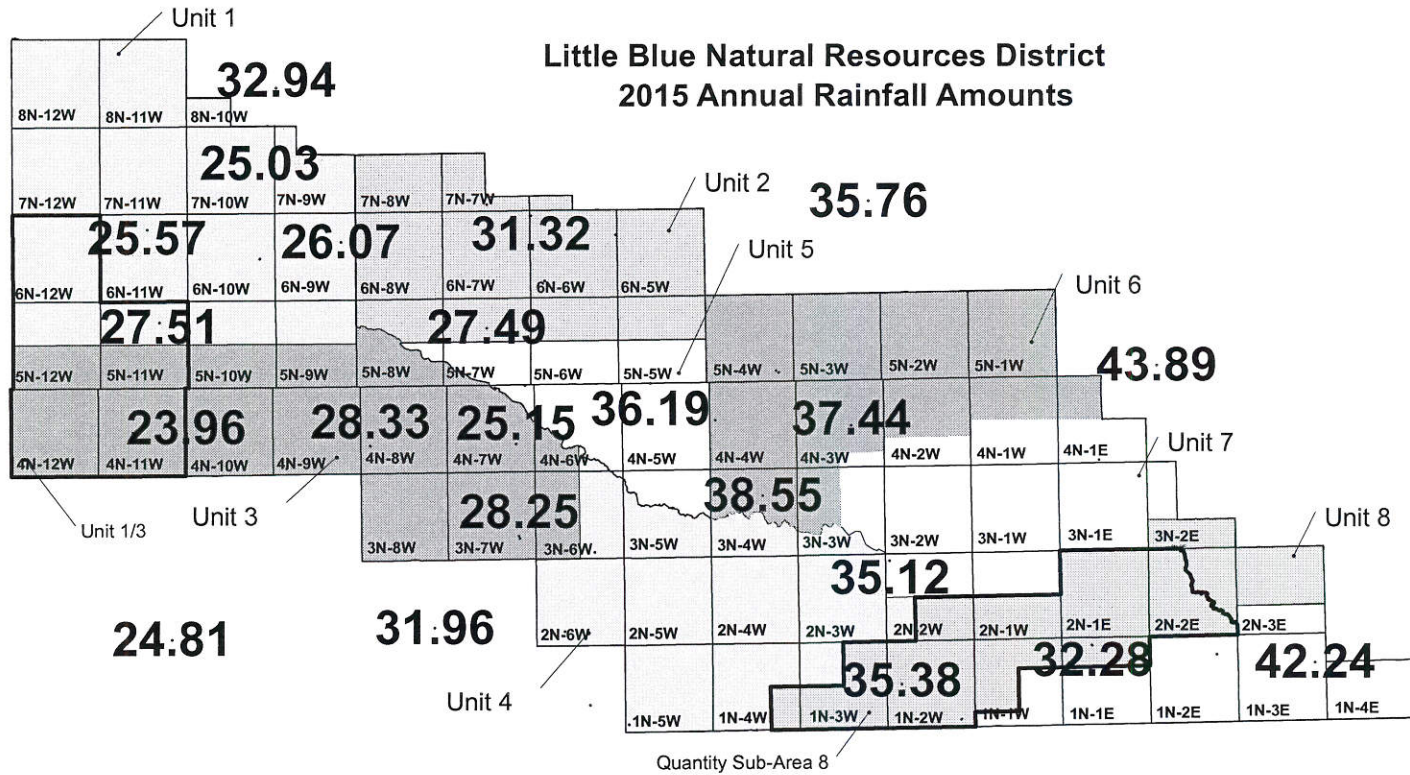 Unit 1
Little Blue Natural Resources District
2015 Annual Rainfall Amounts
32.94
8N-12W 8N-11W 8N-10W
25.03
7N-12W 7N-11W 7N-10W 7N-9W 7N-8W 7N-7W
Unit 2
35.76
25.57 26.07 31.32
Unit 5
6N-12W 6N-11W 6N-10W 6N-9W 6N-8W 6N-7W 6N-6W 6N-5W
Unit 6
27.51 27.49
43.89
5N-12W 5N-11W 5N-10W 5N-9W 5N-8W 5N-7W 5N-6W 5N-5W 5N-4W 5N-3W 5N-2W 5N-1W
23.96 28.33 25.15 36.19 37.44
Unit 7
4N-12W 4N-11W 4N-10W 4N-9W 4N-8W 4N-7W 4N-6W 4N-5W 4N-4W 4N-3W 4N-2W 4N-1W 4N-1E
Unit 1/3
Unit 3
28.25 38.55
Unit 8
3N-8W 3N-7W 3N-6W 3N-5W 3N-4W 3N-3W 3N-2W 3N-1W 3N-1E 3N-2E
35.12
24.81 31.96
2N-6W 2N-5W 2N-4W 2N-3W 2N-2W 2N-1W 2N-1E 2N-2E 2N-3E
Unit 4
35.38 32.28 42.24
1N-5W 1N-4W 1N-3W 1N-2W 1N-1W 1N-1E 1N-2E 1N-3E 1N-4E
Quantity Sub-Area 8